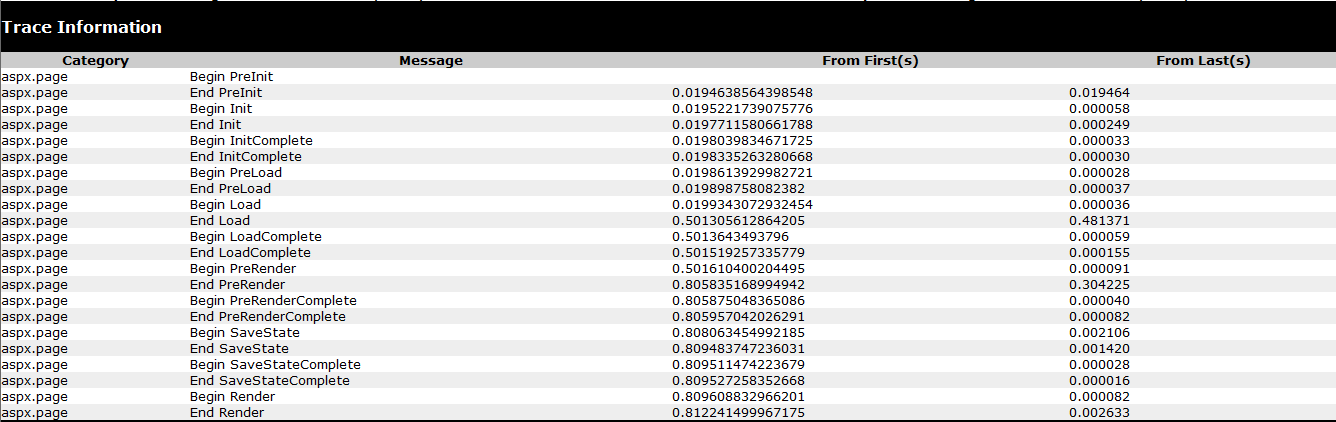 Trace Information
Category Message From First(s) From Last(s)
aspx.page Begin PreInit
aspx.page End PreInit 0.0194638564398548 0.019464
aspx.page Begin Init 0.0195221739075776 0.000058
aspx.page End Init 0.0197711580661788 0.000249
aspx.page Begin InitComplete 0.0198039834671725 0.000033
aspx.page End InitComplete 0.0198335263280668 0.000030
aspx.page Begin PreLoad 0.0198613929982721 0.000028
aspx.page End PreLoad 0.019898758082382 0.000037
aspx.page Begin Load 0.0199343072932454 0.000036
aspx.page End Load 0.501305612864205 0.481371
aspx.page Begin LoadComplete 0.5013643493796 0.000059
aspx.page End LoadComplete 0.501519257335779 0.000155
aspx.page Begin PreRender 0.501610400204495 0.000091
aspx.page End PreRender 0.805835168994942 0.304225
aspx.page Begin PreRenderComplete 0.805875048365086 0.000040
aspx.page End PreRenderComplete 0.805957042026291 0.000082
aspx.page Begin SaveState 0.808063454992185 0.002106
aspx.page End SaveState 0.809483747236031 0.001420
aspx.page Begin SaveStateComplete 0.809511474223679 0.000028
aspx.page End SaveStateComplete 0.809527258352668 0.000016
aspx.page Begin Render 0.809608832966201 0.000082
aspx.page End Render 0.812241499967175 0.002633